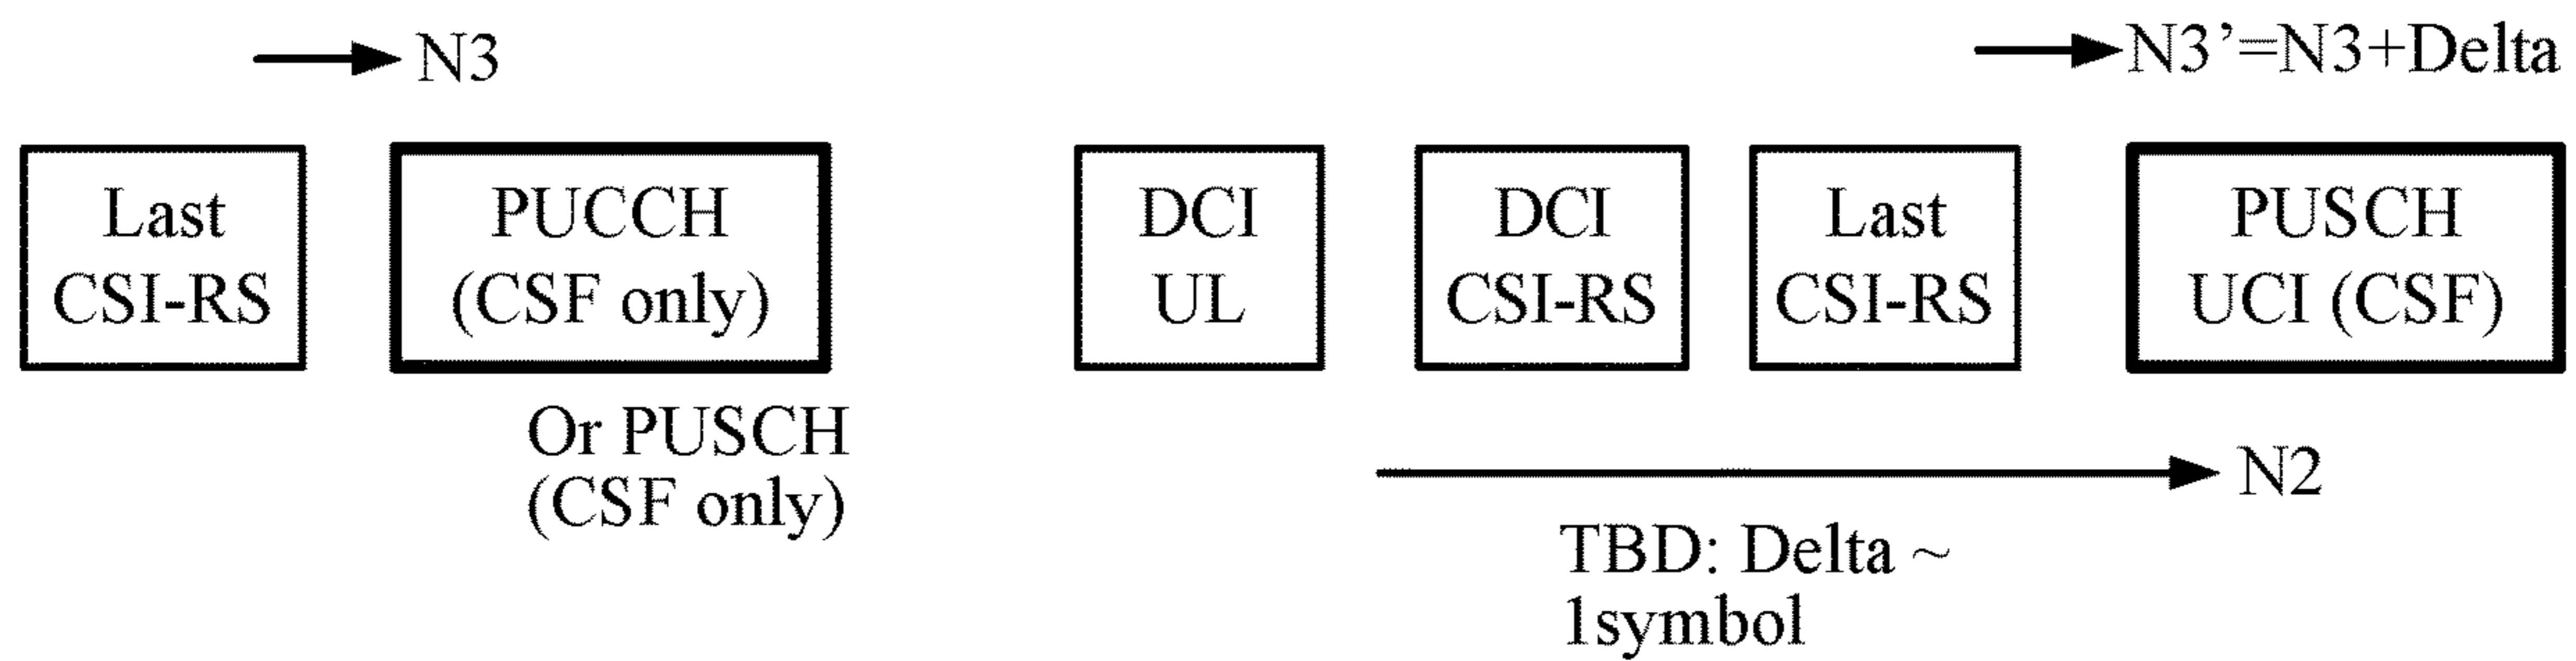 N3
N3’=N3+Delta
Last
CSI-RS
PUCCH
(CSF only)
Or PUSCH
(CSF only)
DCI
UL
DCI
CSI-RS
Last
CSI-RS
PUSCH
UCI (CSF)
N2
TBD: Delta ~
1symbol